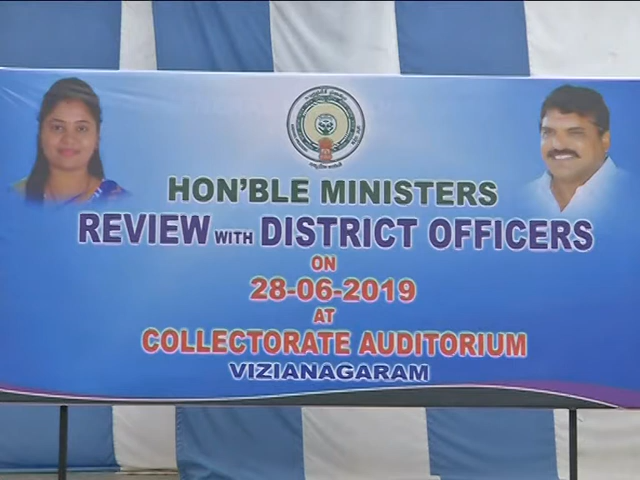 HON'BLE MINISTERS
REVIEW WITH DISTRICT OFFICERS
ON
28-06-2019
AT
COLLECTORATE AUDITORIUM
VIZIANAGARAM